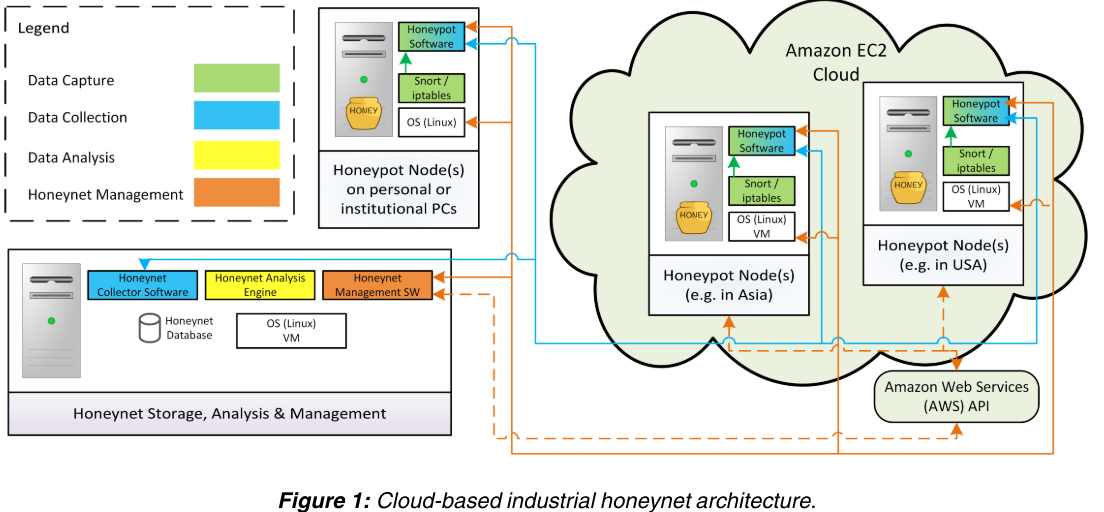 Legend
Data Capture
Data Collection
Data Analysis
Honeynet Management
Honeypot
Software
Snort /
iptables
OS (Linux)
HONEY
Honeypot Node(s)
on personal or
institutional PCs
Amazon EC2
Cloud
Honeypot
Software
Snort /
iptables
OS (Linux)
VM
HONEY
Honeypot Node(s)
(e.g. in Asia)
Honeypot
Software
Snort /
iptables
OS (Linux)
VM
HONEY
Honeypot Node(s)
(e.g. in USA)
Honeynet
Collector Software
Honeynet Analysis
Engine
Honeynet
Management SW
Honeynet
Database
OS (Linux)
VM
Honeynet Storage, Analysis & Management
Amazon Web Services
(AWS) API
Figure 1: Cloud-based industrial honeynet architecture.